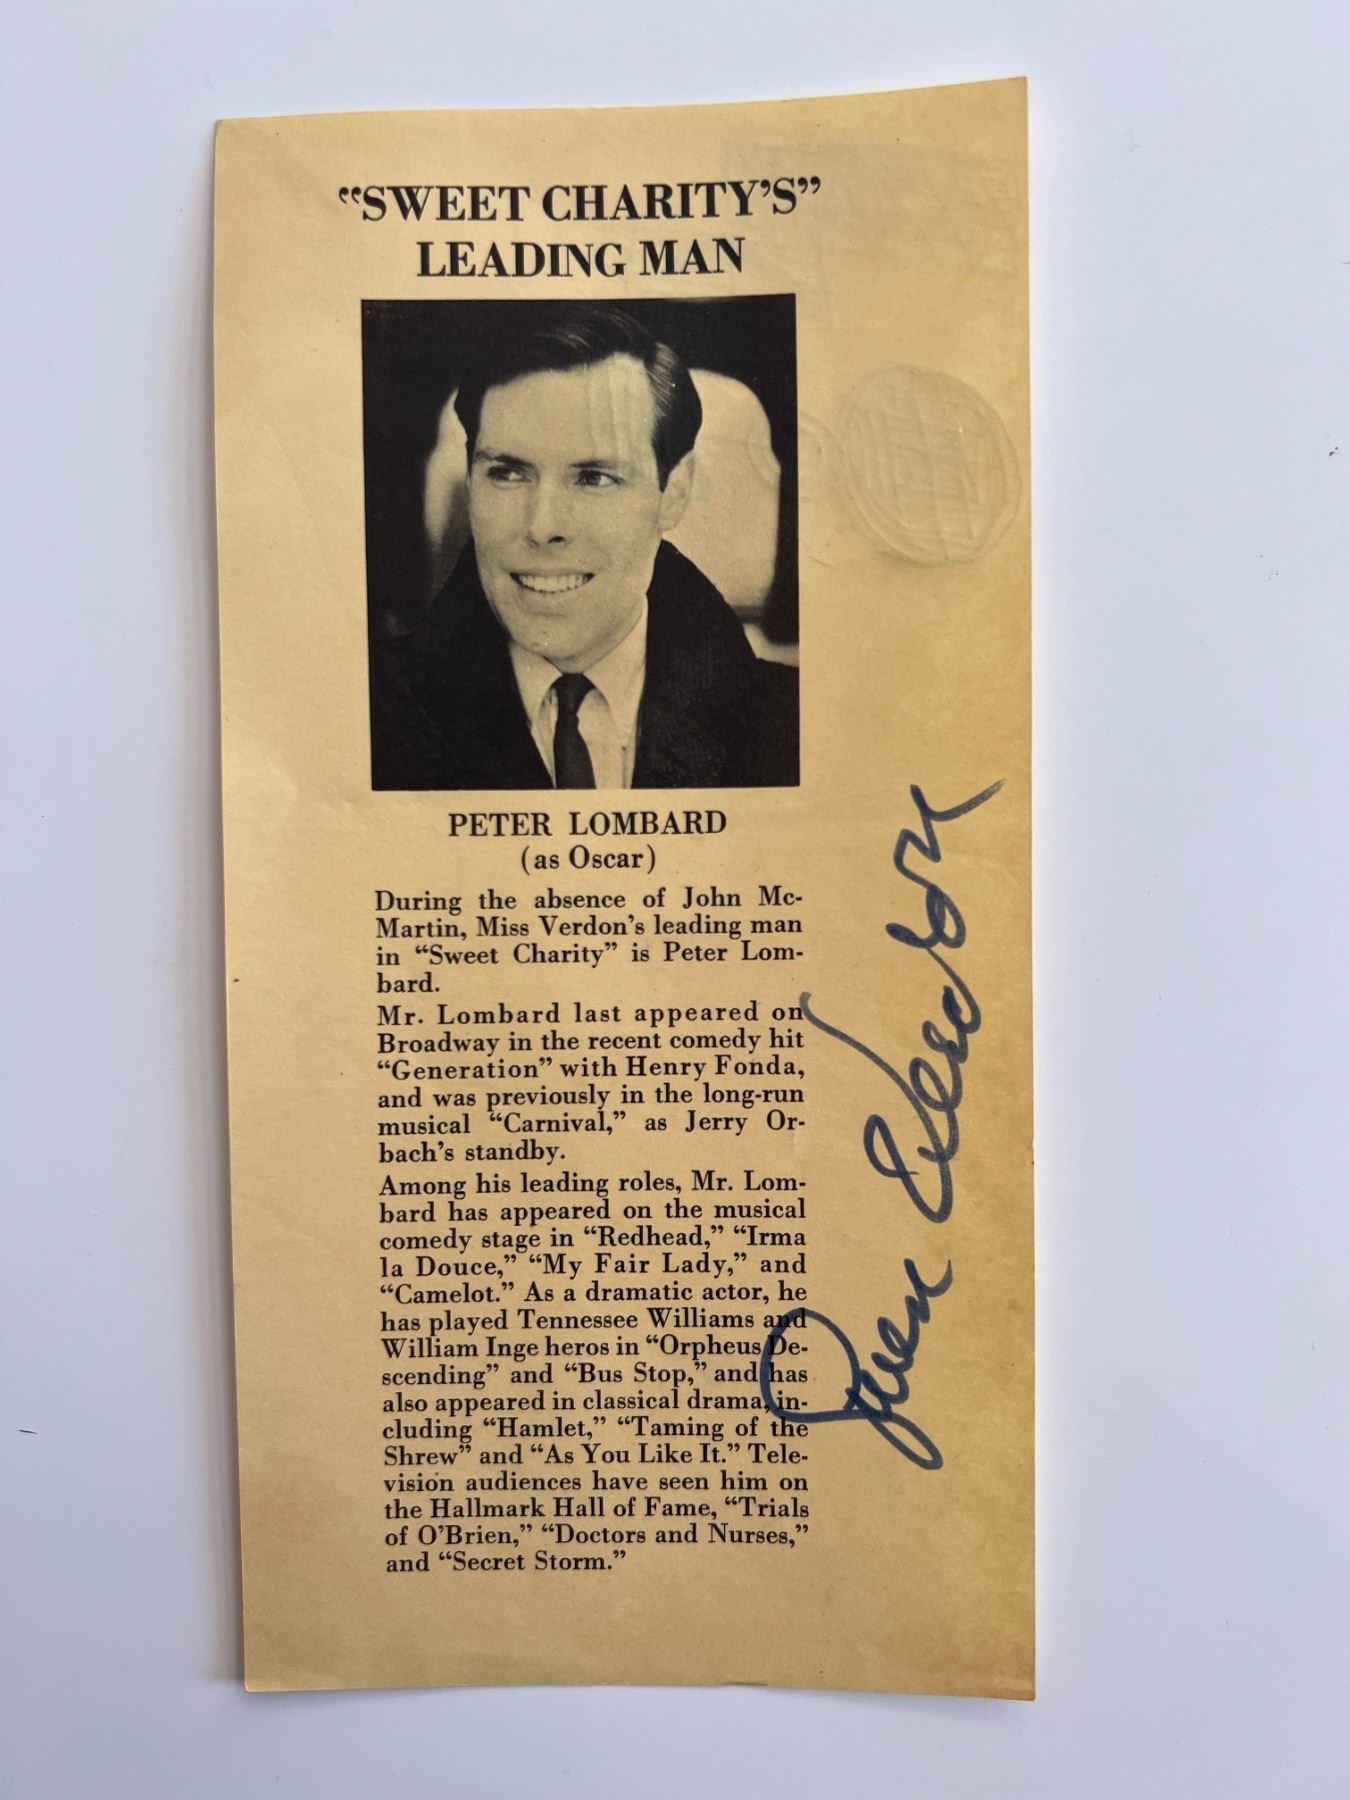 “SWEET CHARITY’S”
LEADING MAN
PETER LOMBARD
(as Oscar)
During the absence of John Mc-
Martin, Miss Verdon’s leading man
in “Sweet Charity” is Peter Lom-
bard.
Mr. Lombard last appeared on
Broadway in the recent comedy hit
“Generation” with Henry Fonda,
and was previously in the long-run
musical “Carnival,” as Jerry Or-
bach’s standby.
Among his leading roles, Mr. Lom-
bard has appeared on the musical
comedy stage in “Redhead,” “Irma
la Douce,” “My Fair Lady,” and
“Camelot.” As a dramatic actor, he
has played Tennessee Williams and
William Inge heros in “Orpheus De-
scending” and “Bus Stop,” and has
also appeared in classical drama, in-
cluding “Hamlet,” “Taming of the
Shrew” and “As You Like It.” Tele-
vision audiences have seen him on
the Hallmark Hall of Fame, “Trials
of O’Brien,” “Doctors and Nurses,”
and “Secret Storm.”
Gwen Verdon